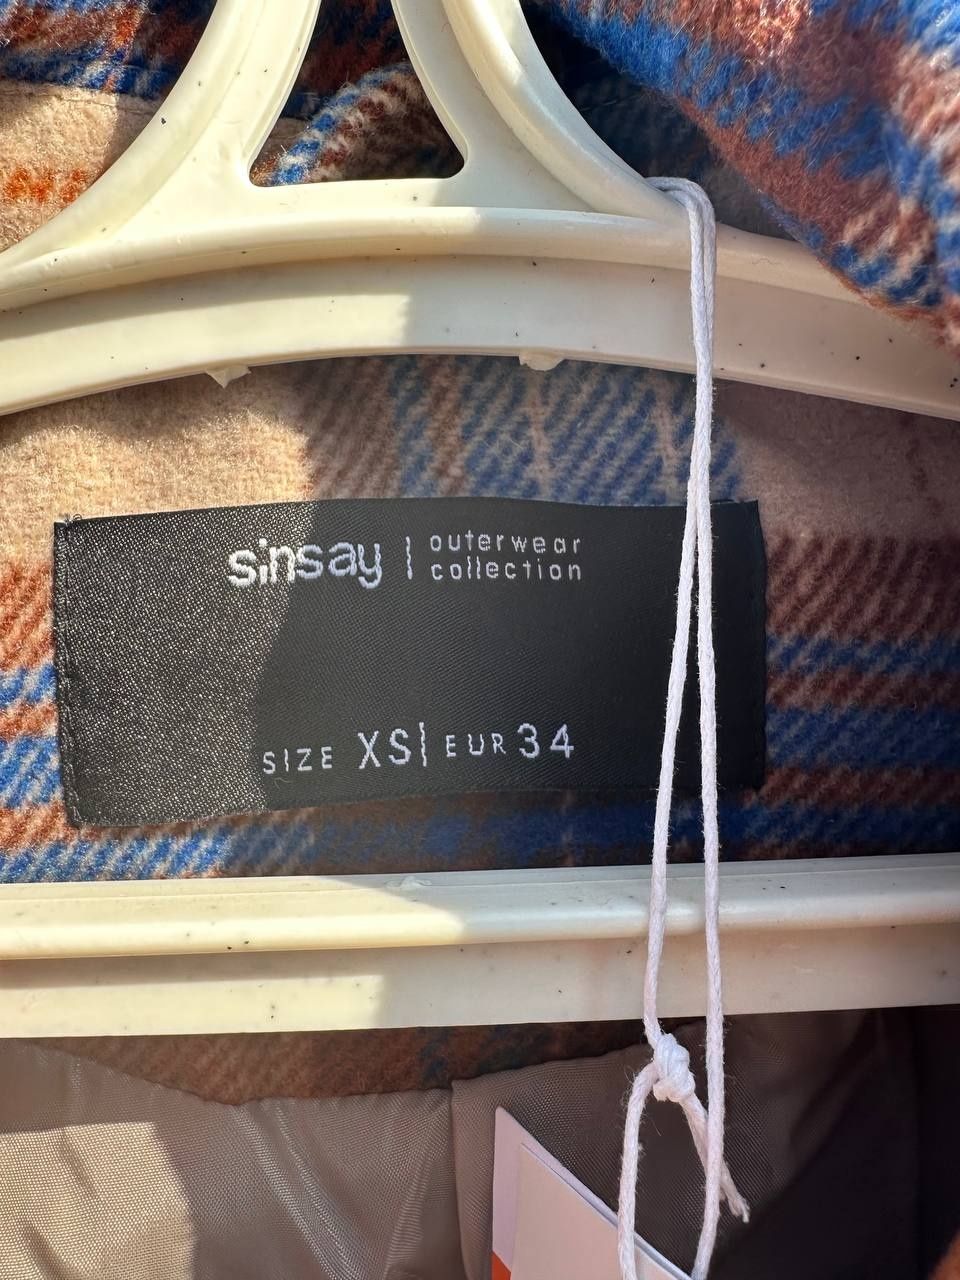 sinsay | outerwear
collection
SIZE XS | EUR 34